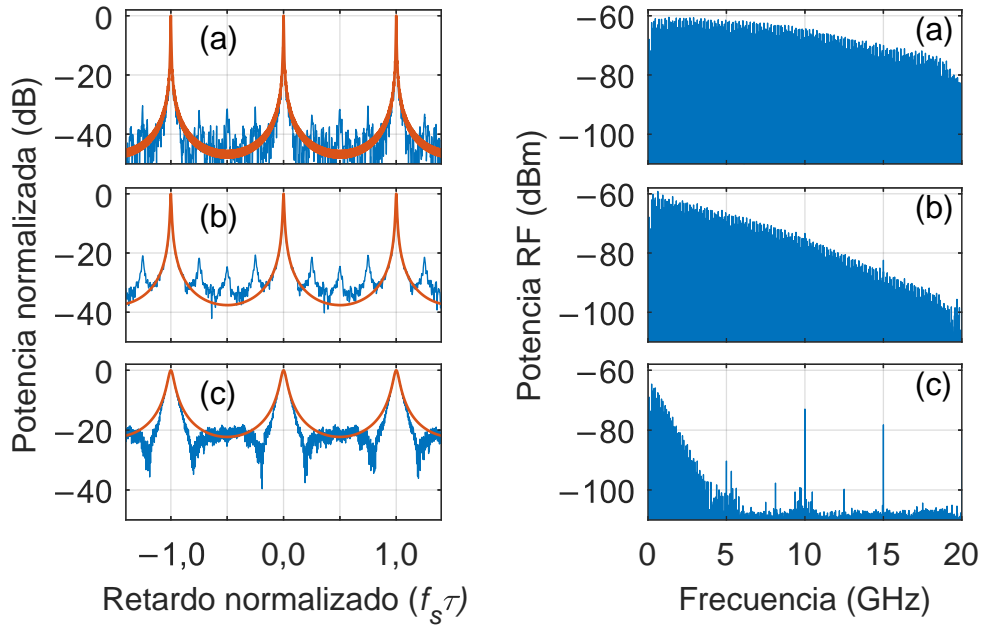 Potencia normalizada (dB)
0
−20
−40
(a)
0
−20
−40
(b)
0
−20
−40
(c)
−1,0
0,0
1,0
Retardo normalizado (fₛτ)
Potencia RF (dBm)
−60
−80
−100
(a)
−60
−80
−100
(b)
−60
−80
−100
(c)
0
5
10
15
20
Frecuencia (GHz)